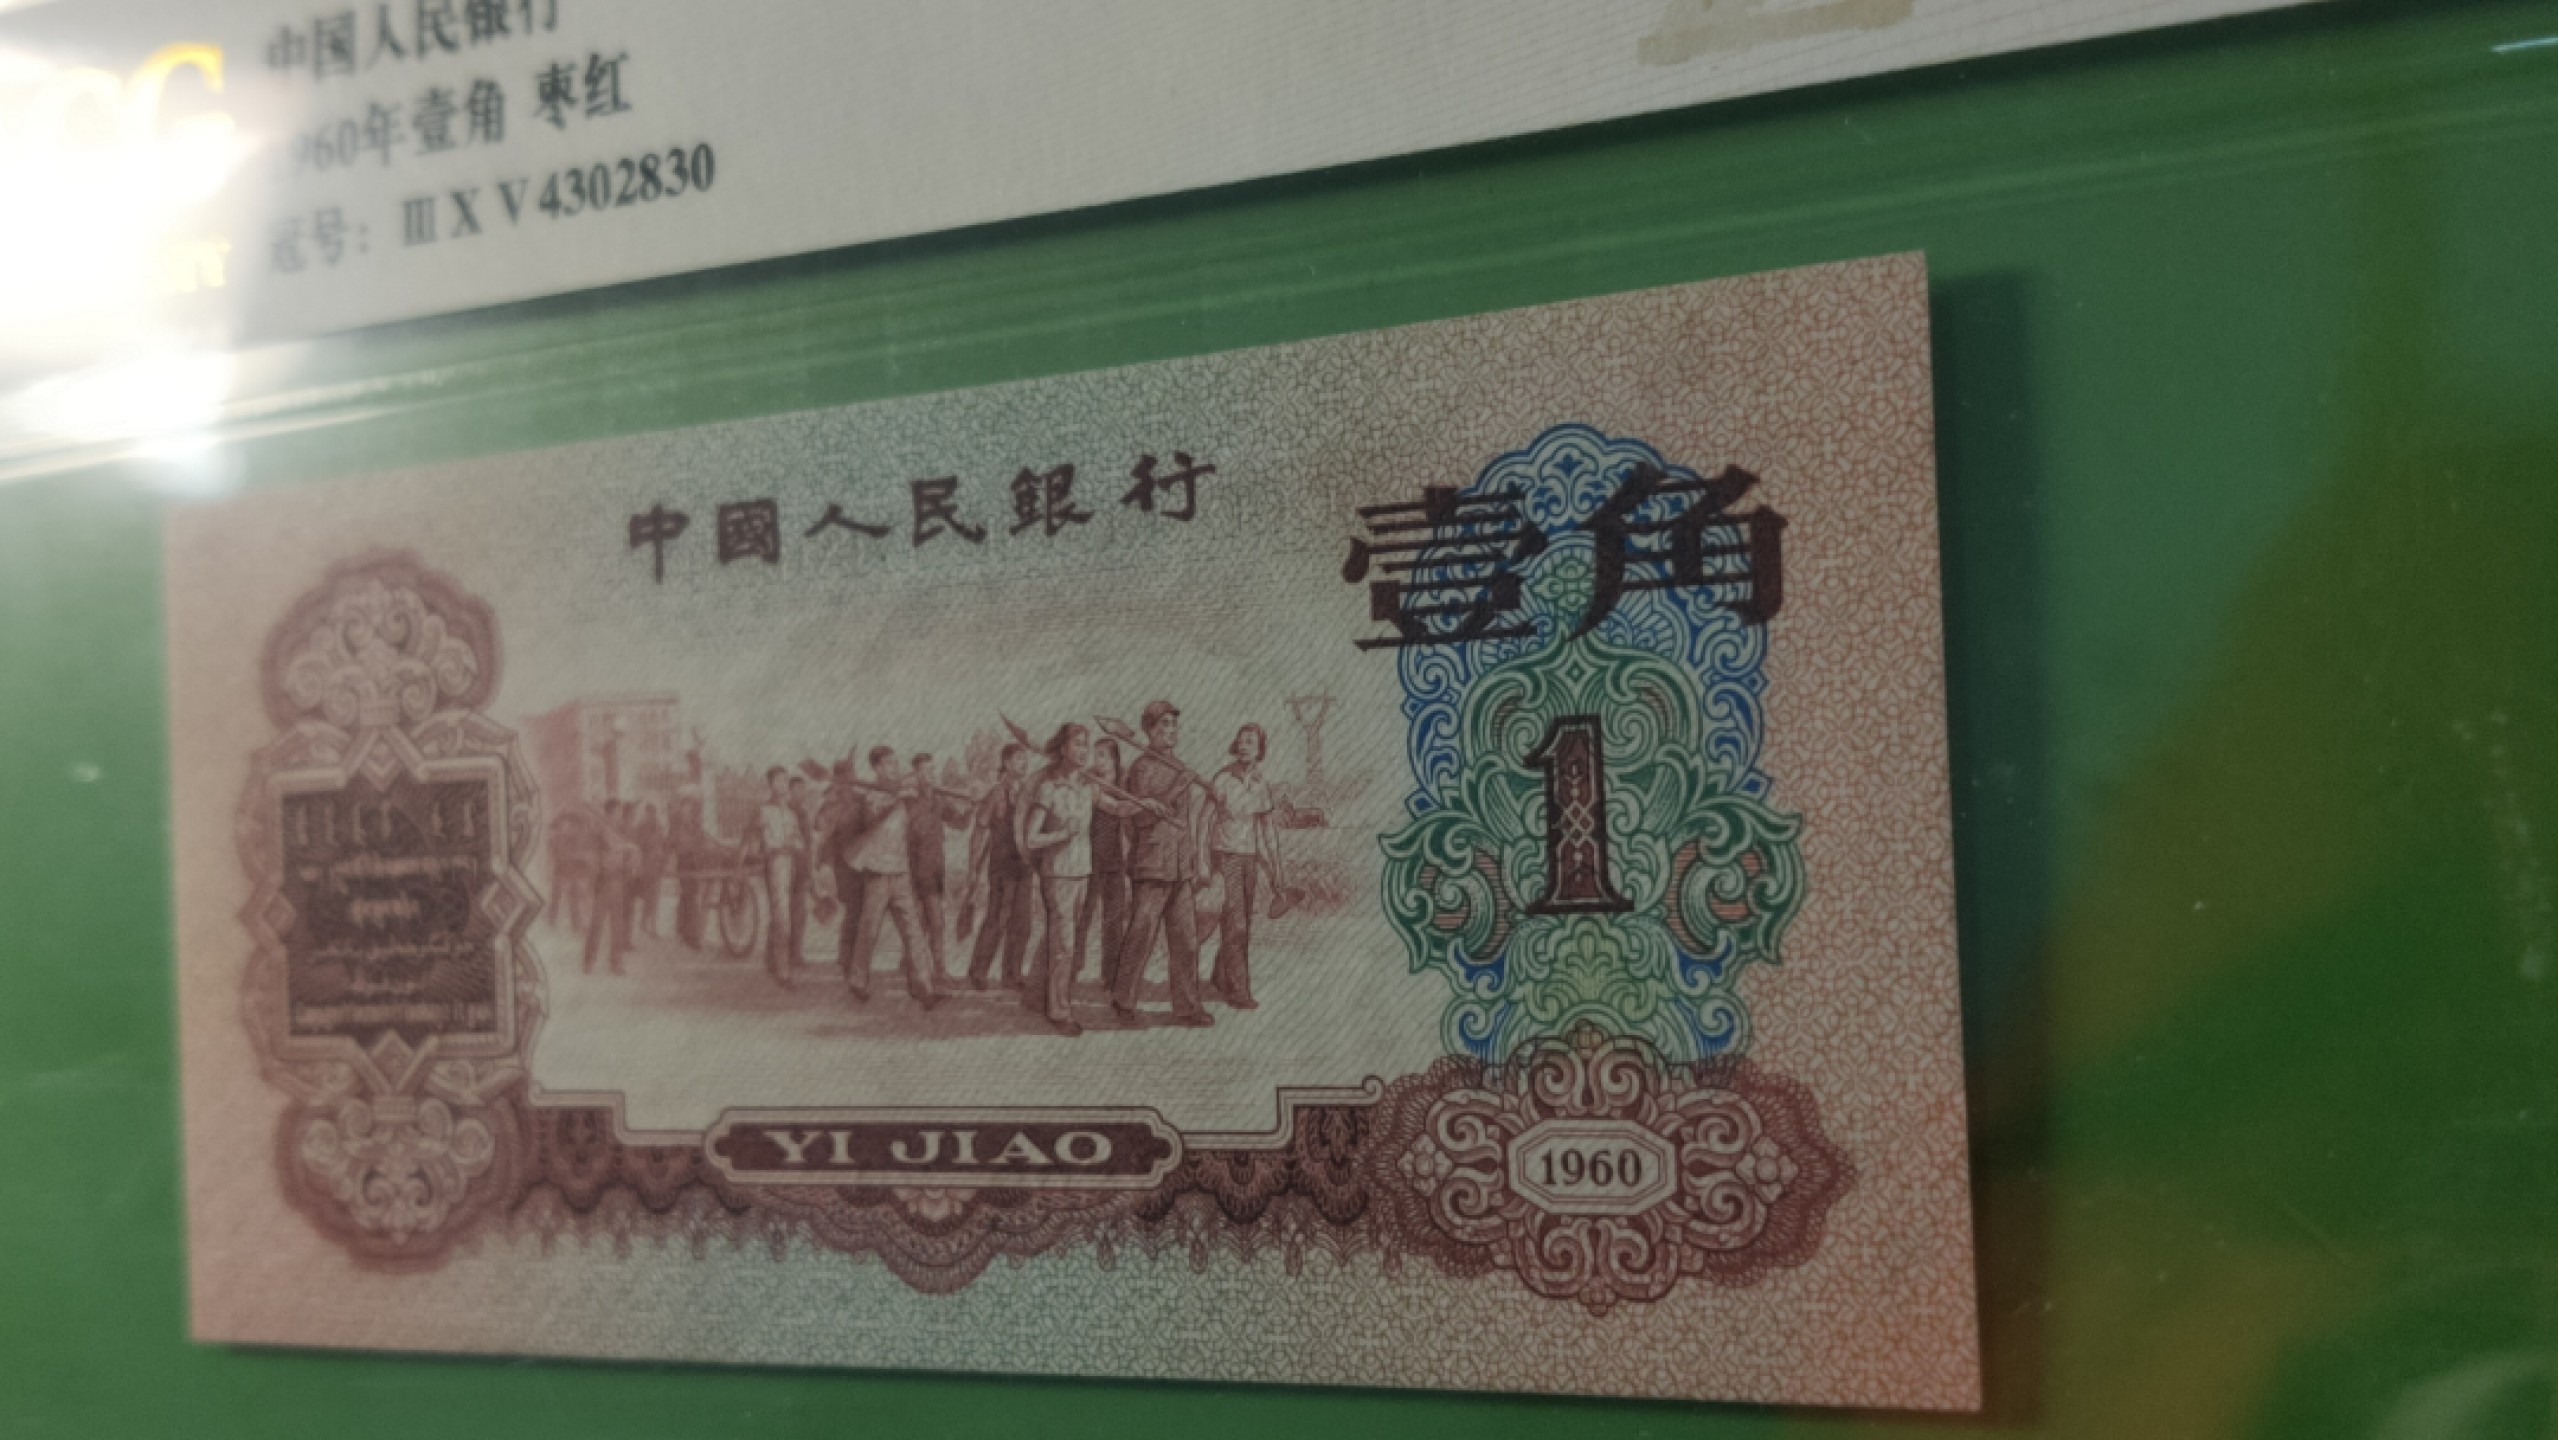 中国人民银行
960年壹角 枣红
冠号：ⅢⅩⅤ4302830
中國人民銀行
壹角
1
YI JIAO
1960